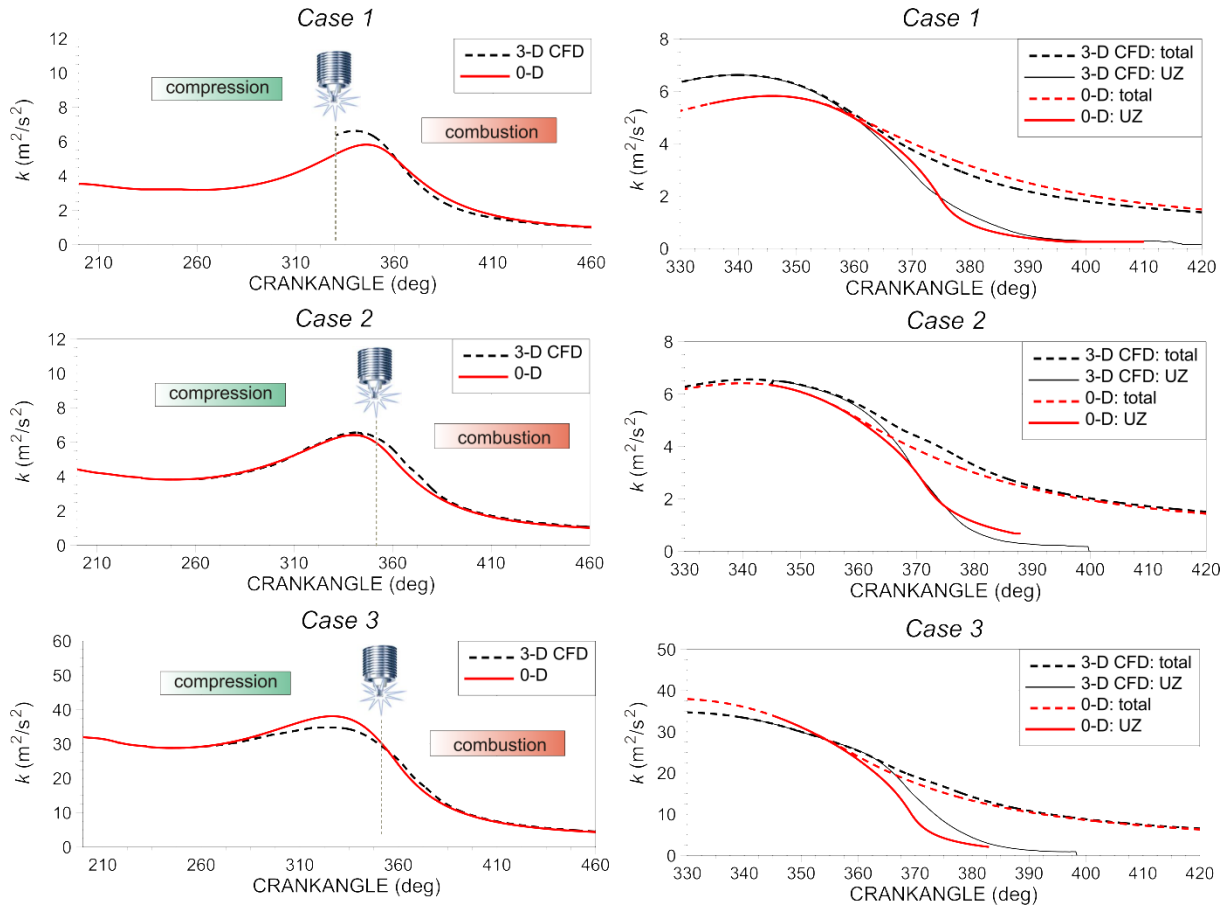 Case 1
12
10
8
6
4
2
0
k (m²/s²)
compression
combustion
3-D CFD
0-D
210 260 310 360 410 460
CRANKANGLE (deg)
Case 1
8
6
4
2
0
k (m²/s²)
3-D CFD: total
3-D CFD: UZ
0-D: total
0-D: UZ
330 340 350 360 370 380 390 400 410 420
CRANKANGLE (deg)
Case 2
12
10
8
6
4
2
0
k (m²/s²)
compression
combustion
3-D CFD
0-D
210 260 310 360 410 460
CRANKANGLE (deg)
Case 2
8
6
4
2
0
k (m²/s²)
3-D CFD: total
3-D CFD: UZ
0-D: total
0-D: UZ
330 340 350 360 370 380 390 400 410 420
CRANKANGLE (deg)
Case 3
60
50
40
30
20
10
0
k (m²/s²)
compression
combustion
3-D CFD
0-D
210 260 310 360 410 460
CRANKANGLE (deg)
Case 3
50
40
30
20
10
0
k (m²/s²)
3-D CFD: total
3-D CFD: UZ
0-D: total
0-D: UZ
330 340 350 360 370 380 390 400 410 420
CRANKANGLE (deg)